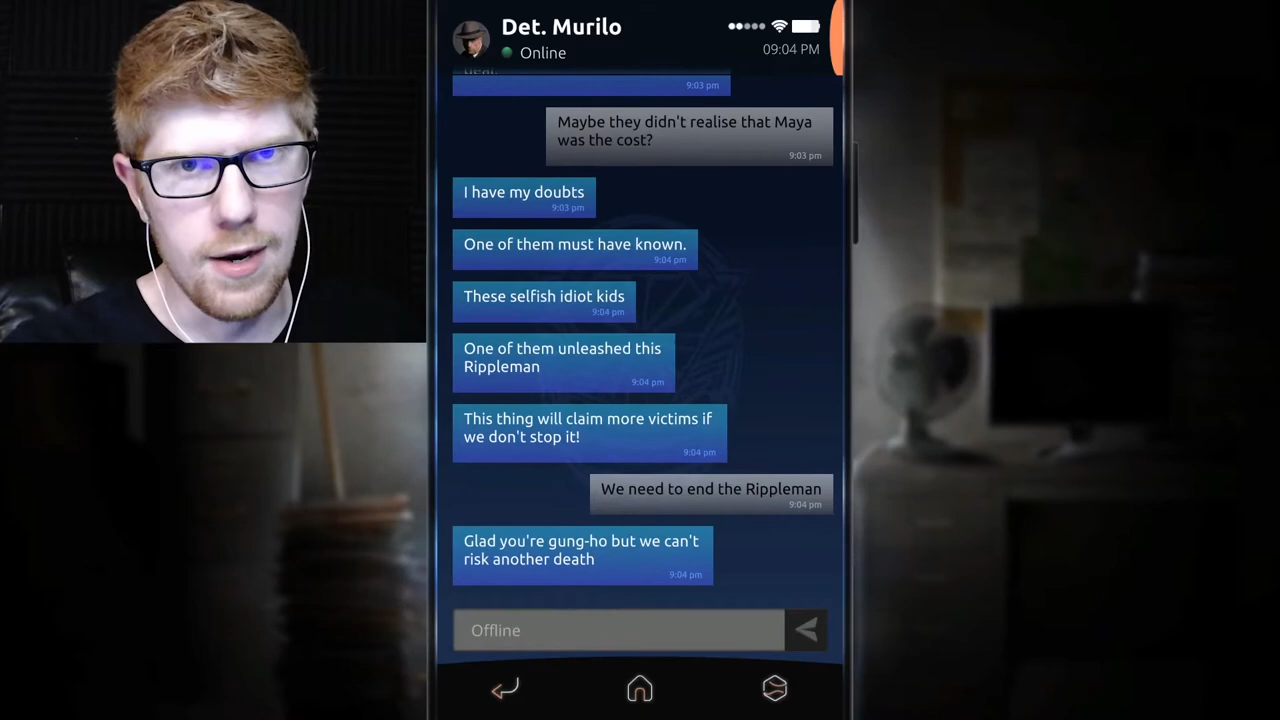 Det. Murilo
Online
09:04 PM
9:03 pm
Maybe they didn't realise that Maya
was the cost?
9:03 pm
I have my doubts
9:03 pm
One of them must have known.
9:04 pm
These selfish idiot kids
9:04 pm
One of them unleashed this
Rippleman
9:04 pm
This thing will claim more victims if
we don't stop it!
9:04 pm
We need to end the Rippleman
9:04 pm
Glad you're gung-ho but we can't
risk another death
9:04 pm
Offline